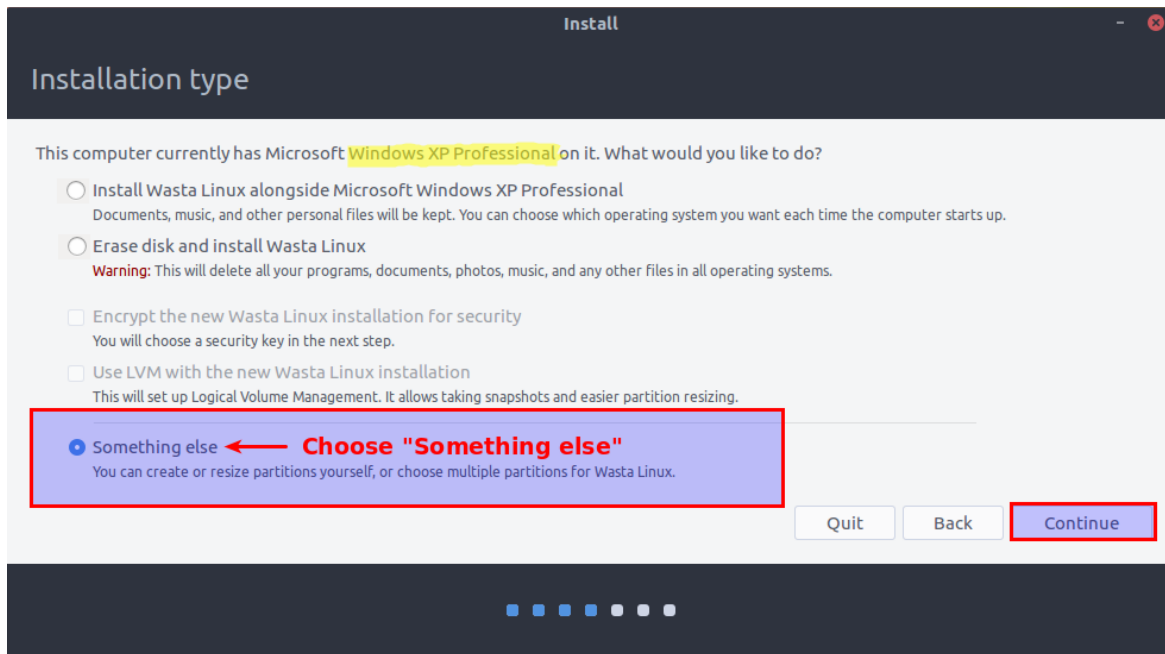 Install
Installation type
This computer currently has Microsoft Windows XP Professional on it. What would you like to do?
Install Wasta Linux alongside Microsoft Windows XP Professional
Documents, music, and other personal files will be kept. You can choose which operating system you want each time the computer starts up.
Erase disk and install Wasta Linux
Warning: This will delete all your programs, documents, photos, music, and any other files in all operating systems.
Encrypt the new Wasta Linux installation for security
You will choose a security key in the next step.
Use LVM with the new Wasta Linux installation
This will set up Logical Volume Management. It allows taking snapshots and easier partition resizing.
Something else Choose "Something else"
You can create or resize partitions yourself, or choose multiple partitions for Wasta Linux.
Quit Back Continue